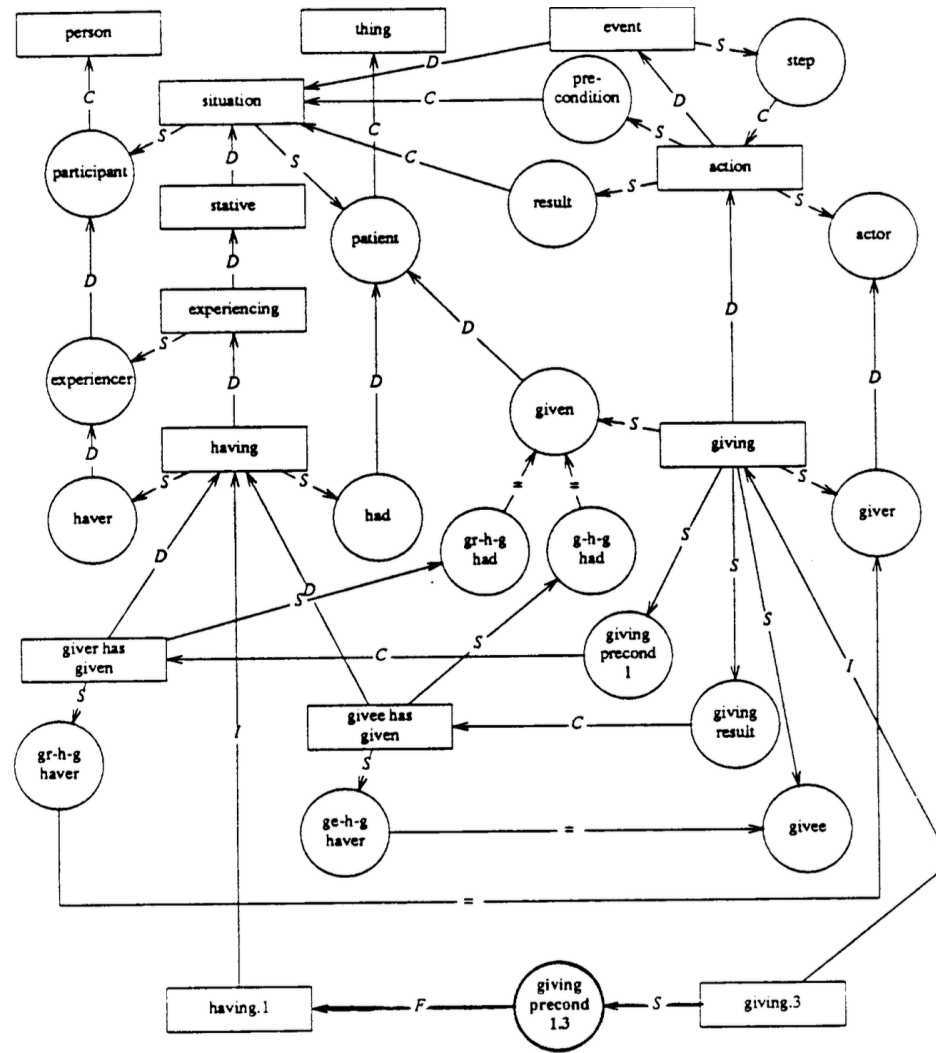 person
thing
event
step
D
S
pre-
condition
situation
C
C
D
C
S
S
D
S
C
participant
S
C
action
stative
result
S
S
patient
actor
D
D
D
experiencing
D
D
S
experiencer
D
D
D
given
S
having
giving
D
S
S
S
haver
had
=
=
giver
gr-h-g
had
g-h-g
had
S
D
S
D
S
S
S
giver has
given
C
giving
precond
1
I
S
givee has
given
C
giving
result
I
gr-h-g
haver
S
ge-h-g
haver
=
givee
=
having.1
F
giving
precond
1.3
S
giving.3